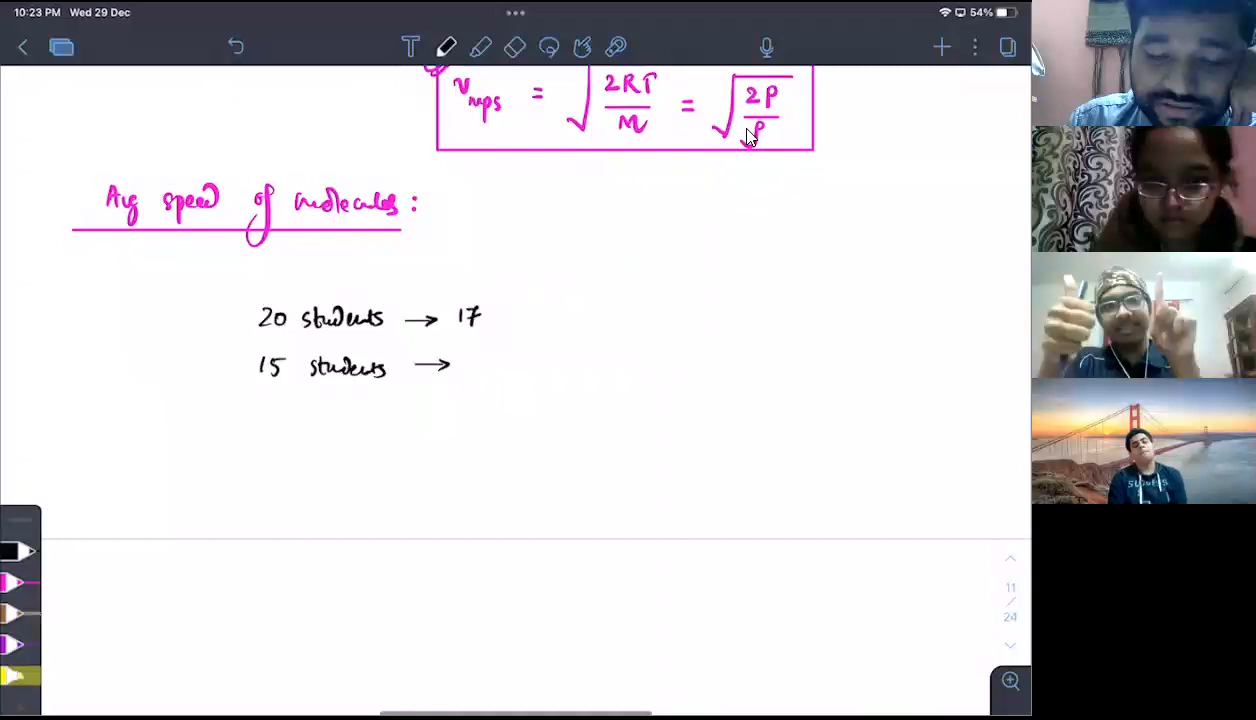 10:23 PM Wed 29 Dec
54%
v_mps = √(2RT/M) = √(2P/ρ)
Avg speed of molecules :
20 students → 17
15 students →
11
/
24